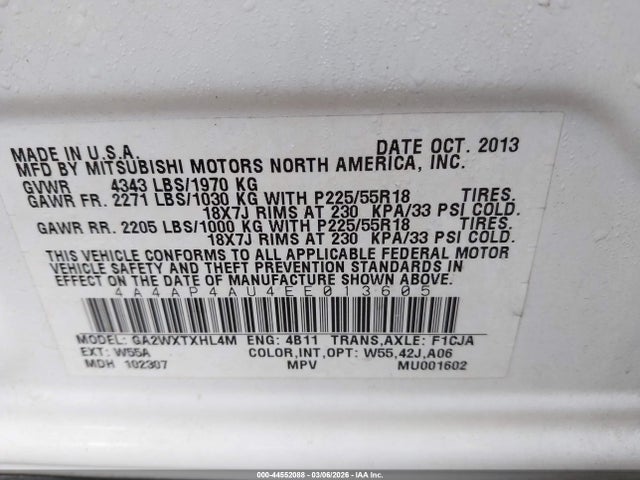 MADE IN U.S.A. DATE OCT. 2013
MFD BY MITSUBISHI MOTORS NORTH AMERICA, INC.
GVWR 4343 LBS/1970 KG
GAWR FR. 2271 LBS/1030 KG WITH P225/55R18 TIRES.
18X7J RIMS AT 230 KPA/33 PSI COLD.
GAWR RR. 2205 LBS/1000 KG WITH P225/55R18 TIRES.
18X7J RIMS AT 230 KPA/33 PSI COLD.
THIS VEHICLE CONFORMS TO ALL APPLICABLE FEDERAL MOTOR
VEHICLE SAFETY AND THEFT PREVENTION STANDARDS IN
EFFECT ON THE DATE OF MANUFACTURE SHOWN ABOVE.
4A4AP4AU4EE013605
MODEL: GA2WXTXHL4M ENG: 4B11 TRANS,AXLE: F1CJA
EXT: W55A COLOR,INT,OPT: W55,42J,A06
MDH 102307 MPV MU001602
000-44552088 - 03/06/2026 - IAA Inc.